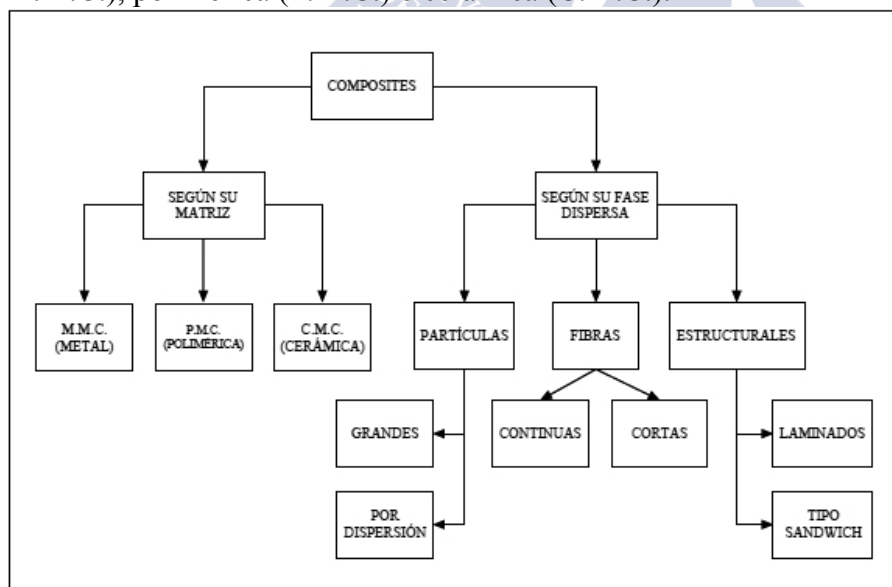 COMPOSITES
SEGÚN SU
MATRIZ
SEGÚN SU FASE
DISPERSA
M.M.C.
(METAL)
P.M.C.
(POLIMÉRICA)
C.M.C.
(CERÁMICA)
PARTÍCULAS
FIBRAS
ESTRUCTURALES
GRANDES
CONTINUAS
CORTAS
LAMINADOS
POR
DISPERSIÓN
TIPO
SANDWICH